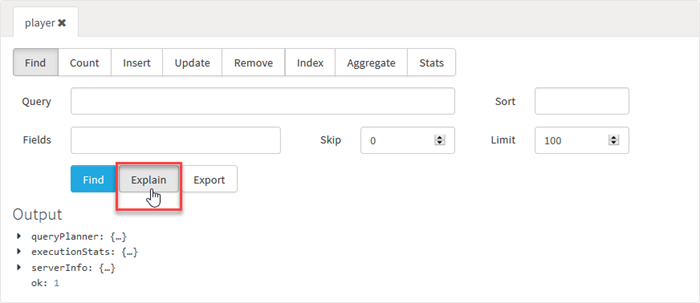 player ✖
Find Count Insert Update Remove Index Aggregate Stats
Query Sort
Fields Skip 0 Limit 100
Find Explain Export
Output
queryPlanner: {…}
executionStats: {…}
serverInfo: {…}
ok: 1